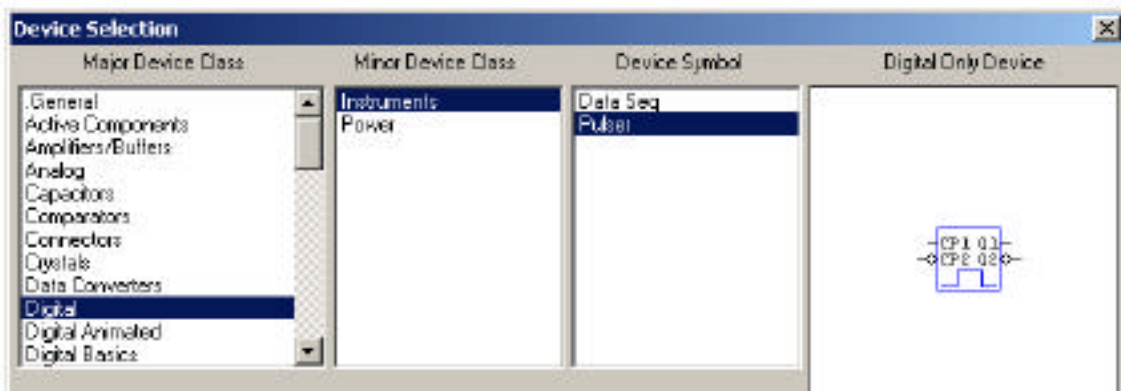 Device Selection
Major Device Class
Minor Device Class
Device Symbol
Digital Only Device
.General
Active Components
Amplifiers/Buffers
Analog
Capacitors
Comparators
Connectors
Crystals
Data Converters
Digital
Digital Animated
Digital Basics
Instruments
Power
Data Seq
Pulser
CP1 Q1
CP2 Q2